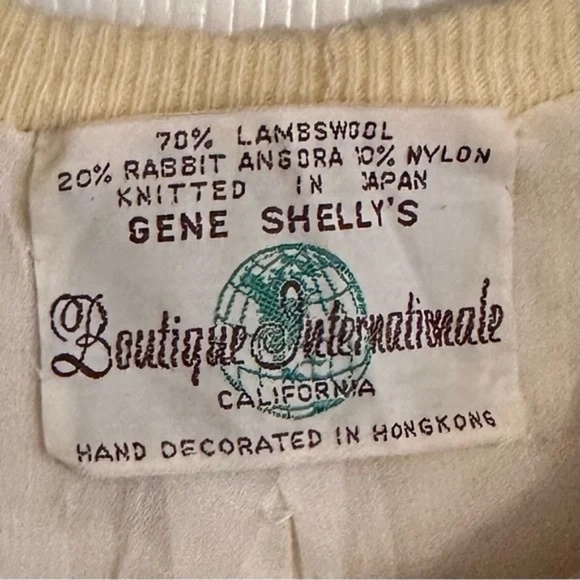 70% LAMBSWOOL
20% RABBIT ANGORA 10% NYLON
KNITTED IN JAPAN
GENE SHELLY'S
Boutique Internationale
CALIFORNIA
HAND DECORATED IN HONGKONG